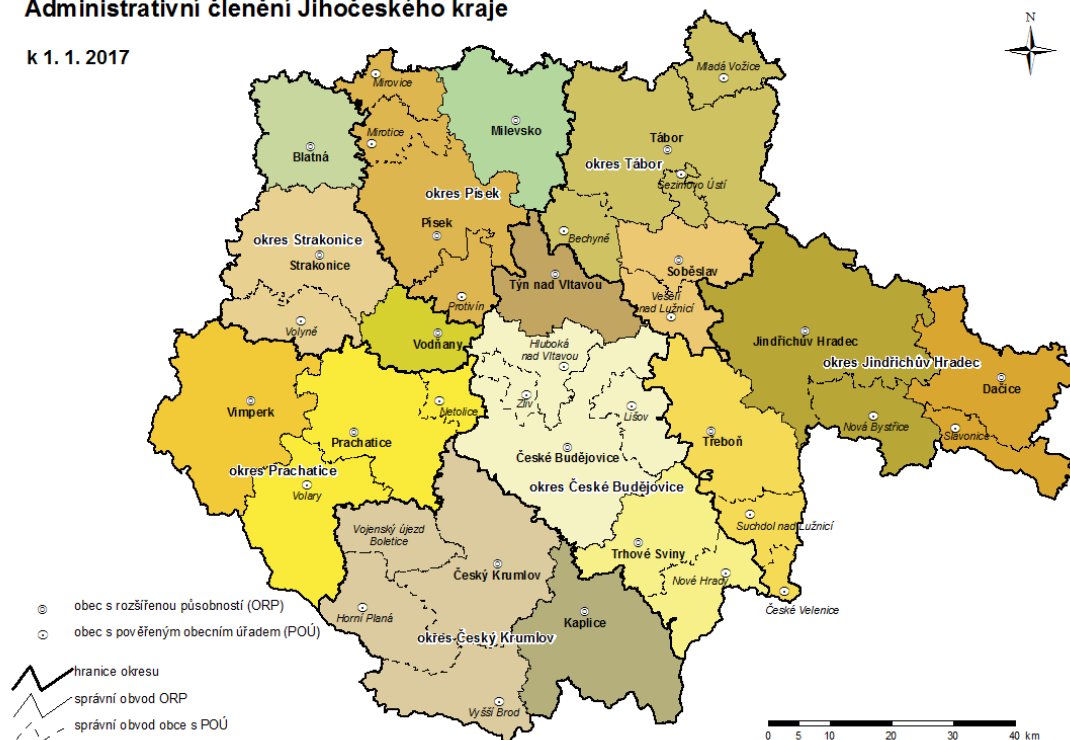 Administrativní členění Jihočeského kraje
k 1. 1. 2017
N
Mladá Vožice
Mirovice
Milevsko
Mirotice
Tábor
Blatná
okres Tábor
Sezimovo Ústí
okres Písek
Písek
Bechyně
okres Strakonice
Strakonice
Soběslav
Týn nad Vltavou
Protivín
Veselí
nad Lužnicí
Volyně
Vodňany
Hluboká
nad Vltavou
Jindřichův Hradec
okres Jindřichův Hradec
Dačice
Vimperk
Netolice
Zliv
Lišov
Nová Bystřice
Slavonice
Prachatice
Třeboň
České Budějovice
okres Prachatice
Volary
okres České Budějovice
Suchdol nad Lužnicí
Vojenský újezd
Boletice
Trhové Sviny
Český Krumlov
Nové Hrady
České Velenice
Horní Planá
Kaplice
okres Český Krumlov
Vyšší Brod
obec s rozšířenou působností (ORP)
obec s pověřeným obecním úřadem (POÚ)
hranice okresu
správní obvod ORP
správní obvod obce s POÚ
0 5 10 20 30 40 km